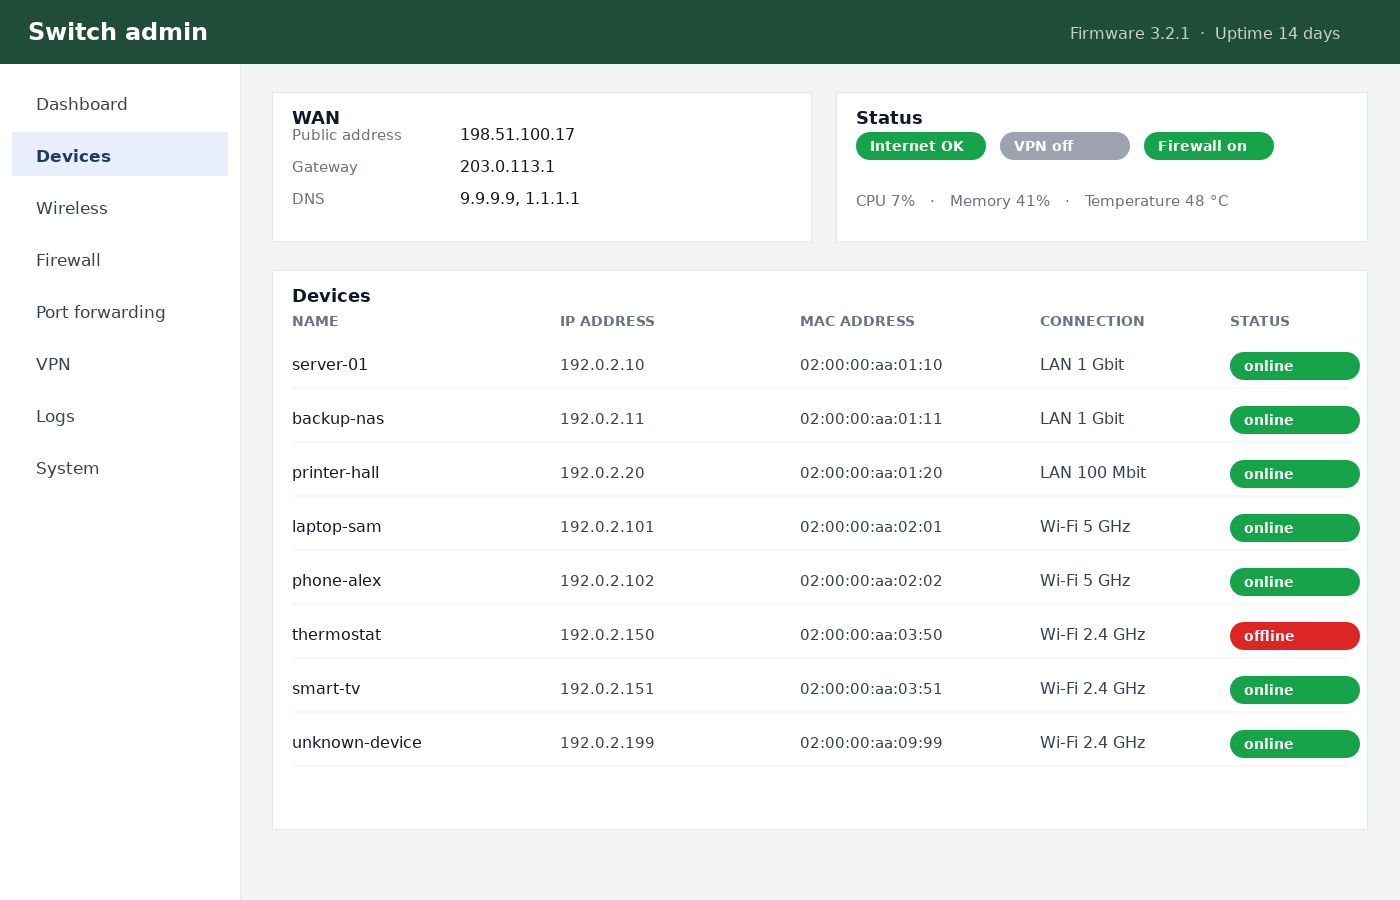 Switch admin
Firmware 3.2.1 · Uptime 14 days
Dashboard
Devices
Wireless
Firewall
Port forwarding
VPN
Logs
System
WAN
Public address 198.51.100.17
Gateway 203.0.113.1
DNS 9.9.9.9, 1.1.1.1
Status
Internet OK VPN off Firewall on
CPU 7% · Memory 41% · Temperature 48 °C
Devices
NAME IP ADDRESS MAC ADDRESS CONNECTION STATUS
server-01 192.0.2.10 02:00:00:aa:01:10 LAN 1 Gbit online
backup-nas 192.0.2.11 02:00:00:aa:01:11 LAN 1 Gbit online
printer-hall 192.0.2.20 02:00:00:aa:01:20 LAN 100 Mbit online
laptop-sam 192.0.2.101 02:00:00:aa:02:01 Wi-Fi 5 GHz online
phone-alex 192.0.2.102 02:00:00:aa:02:02 Wi-Fi 5 GHz online
thermostat 192.0.2.150 02:00:00:aa:03:50 Wi-Fi 2.4 GHz offline
smart-tv 192.0.2.151 02:00:00:aa:03:51 Wi-Fi 2.4 GHz online
unknown-device 192.0.2.199 02:00:00:aa:09:99 Wi-Fi 2.4 GHz online